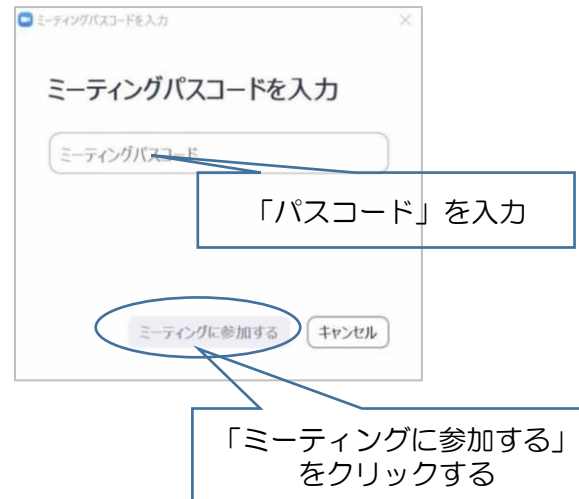 ミーティングパスコードを入力
ミーティングパスコードを入力
ミーティングパスコード
「パスコード」を入力
ミーティングに参加する
キャンセル
「ミーティングに参加する」
をクリックする